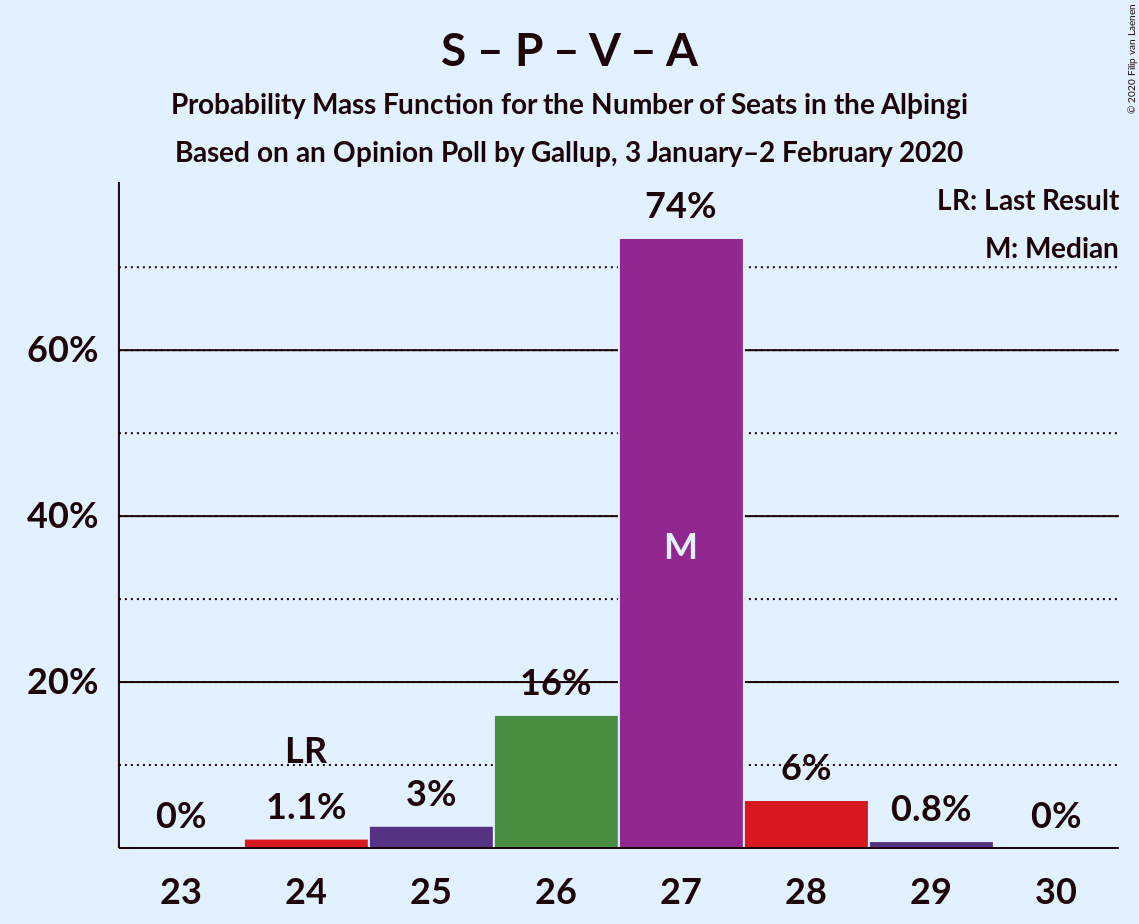 S – P – V – A
Probability Mass Function for the Number of Seats in the Alþingi
Based on an Opinion Poll by Gallup, 3 January–2 February 2020
© 2020 Filip van Laenen
LR: Last Result
M: Median
74%
60%
M
40%
20%
16%
LR
6%
3%
1.1%
0.8%
0%
0%
23 24 25 26 27 28 29 30